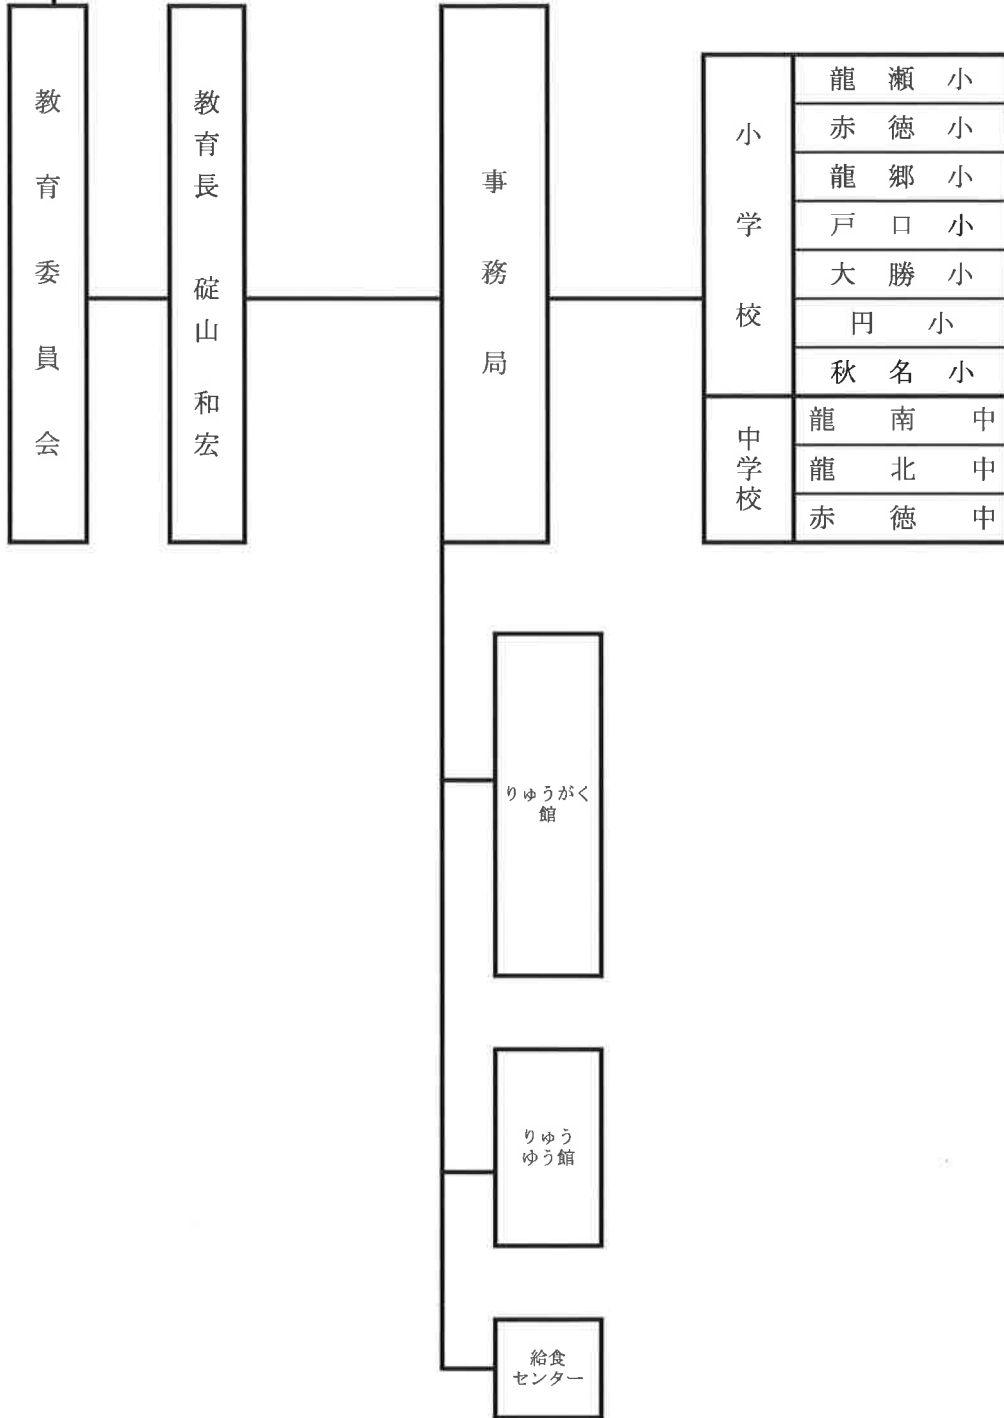 教育委員会
教育長 碇山 和宏
事務局
小学校
龍瀬小
赤徳小
龍郷小
戸口小
大勝小
円小
秋名小
中学校
龍南中
龍北中
赤徳中
りゅうがく
館
りゅう
ゆう館
給食
センター